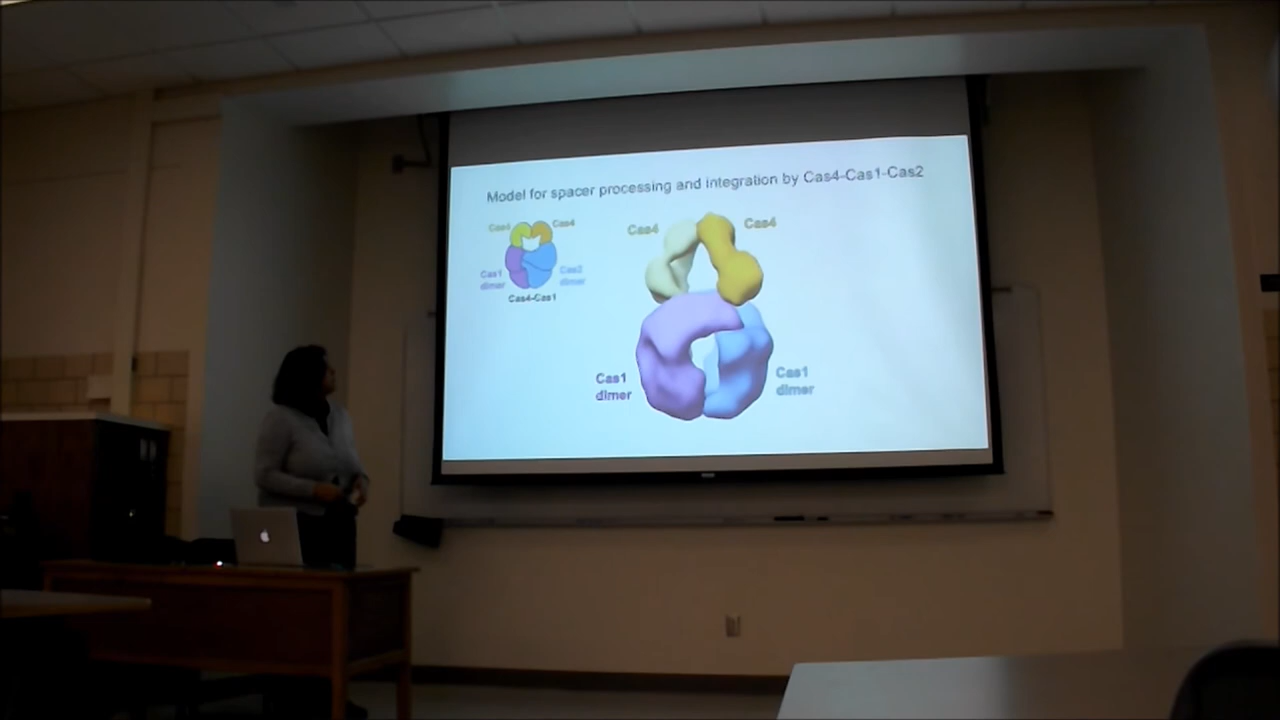 Model for spacer processing and integration by Cas4-Cas1-Cas2
Cas4 Cas4
Cas1 dimer
Cas2 dimer
Cas4-Cas1
Cas4 Cas4
Cas1
dimer
Cas1
dimer